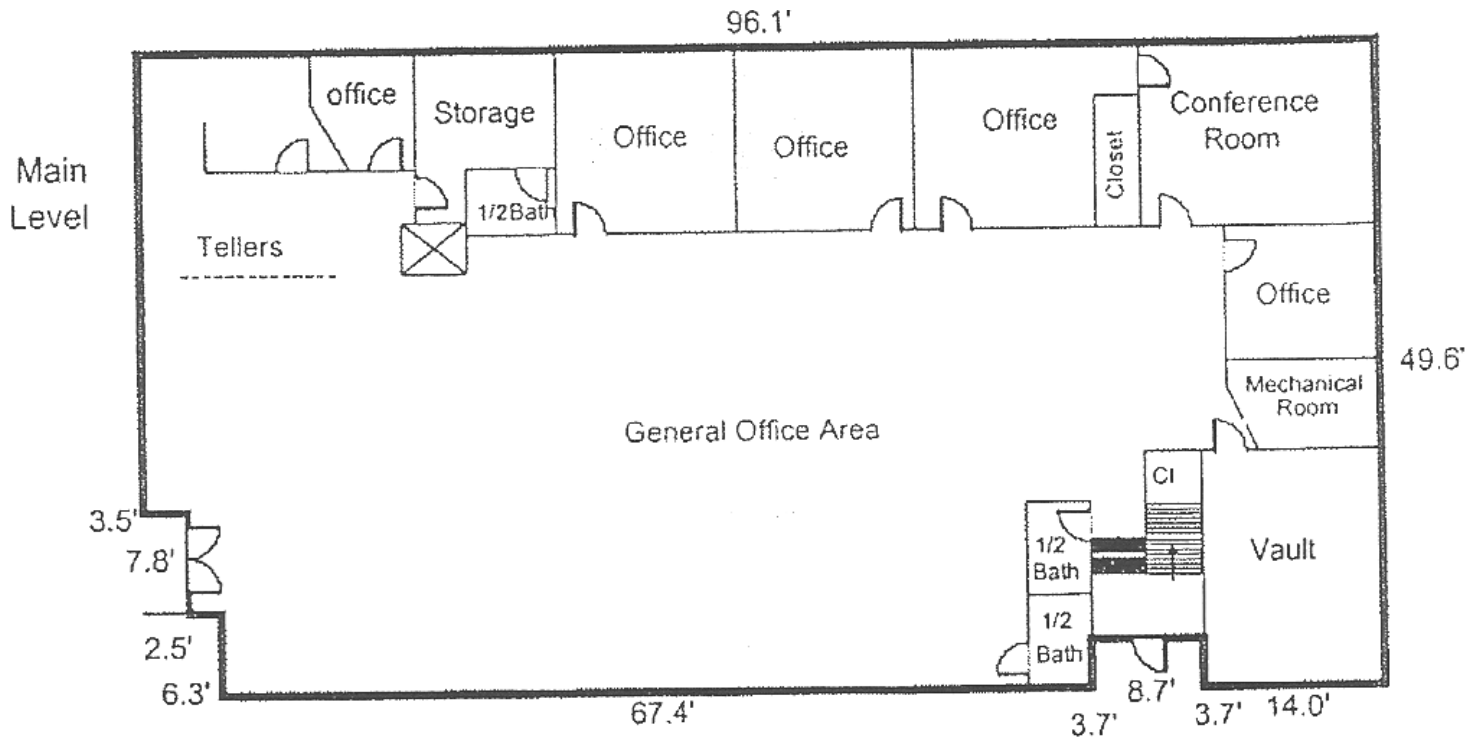 96.1'
office
Storage
Office
Office
Office
Closet
Conference
Room
Main
Level
1/2Bath
Tellers
Office
49.6'
Mechanical
Room
General Office Area
Cl
3.5'
7.8'
1/2
Bath
Vault
1/2
Bath
2.5'
6.3'
67.4'
3.7'
8.7'
3.7'
14.0'